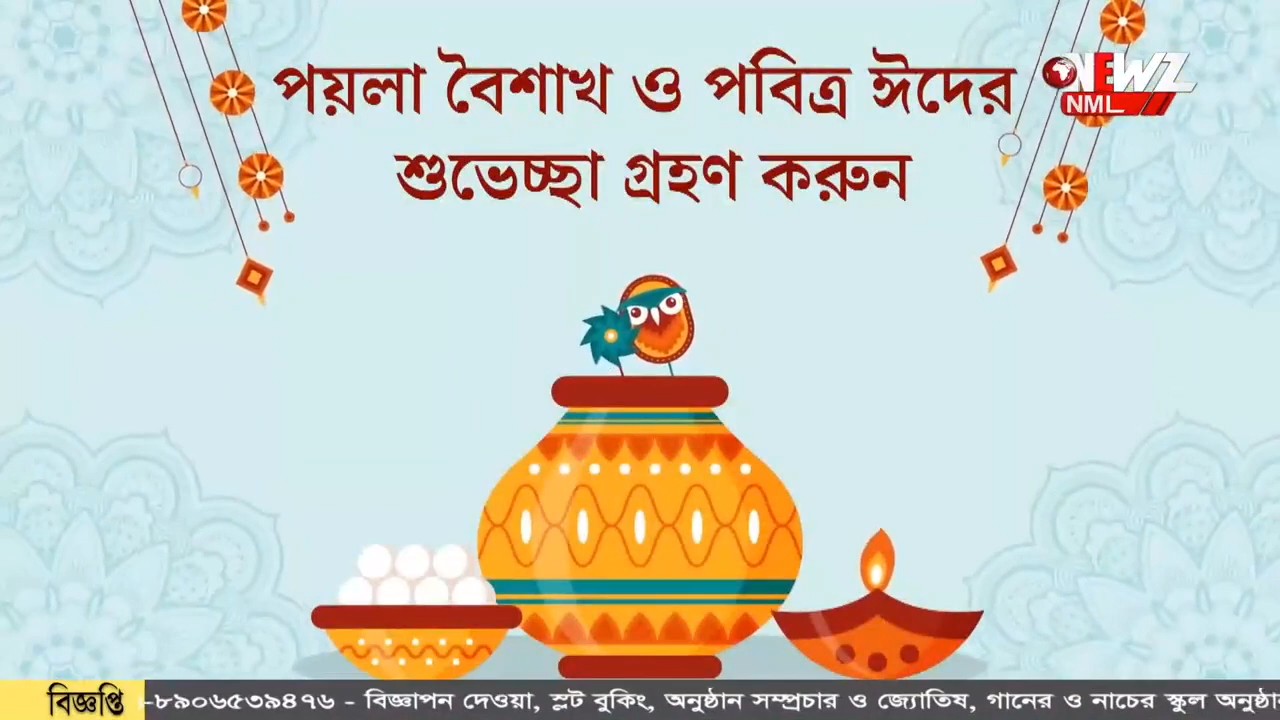 পয়লা বৈশাখ ও পবিত্র ঈদের
শুভেচ্ছা গ্রহণ করুন
NEWZ
NML
বিজ্ঞপ্তি
-৮৯০৬৫৩৯৪৭৬ - বিজ্ঞাপন দেওয়া, স্লট বুকিং, অনুষ্ঠান সম্প্রচার ও জ্যোতিষ, গানের ও নাচের স্কুল